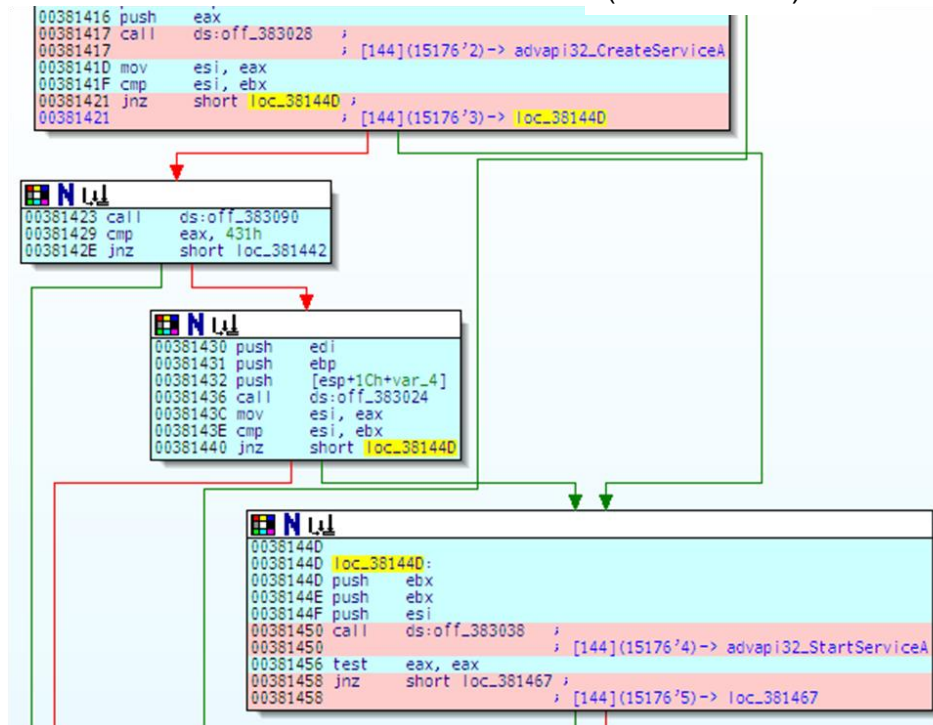 00381416 push eax
00381417 call ds:off_383028 ;
00381417 ; [144](15176'2)-> advapi32_CreateServiceA
0038141D mov esi, eax
0038141F cmp esi, ebx
00381421 jnz short loc_38144D ;
00381421 ; [144](15176'3)-> loc_38144D
N
00381423 call ds:off_383090
00381429 cmp eax, 431h
0038142E jnz short loc_381442
N
00381430 push edi
00381431 push ebp
00381432 push [esp+1Ch+var_4]
00381436 call ds:off_383024
0038143C mov esi, eax
0038143E cmp esi, ebx
00381440 jnz short loc_38144D
N
0038144D
0038144D loc_38144D:
0038144D push ebx
0038144E push ebx
0038144F push esi
00381450 call ds:off_383038 ;
00381450 ; [144](15176'4)-> advapi32_StartServiceA
00381456 test eax, eax
00381458 jnz short loc_381467 ;
00381458 ; [144](15176'5)-> loc_381467